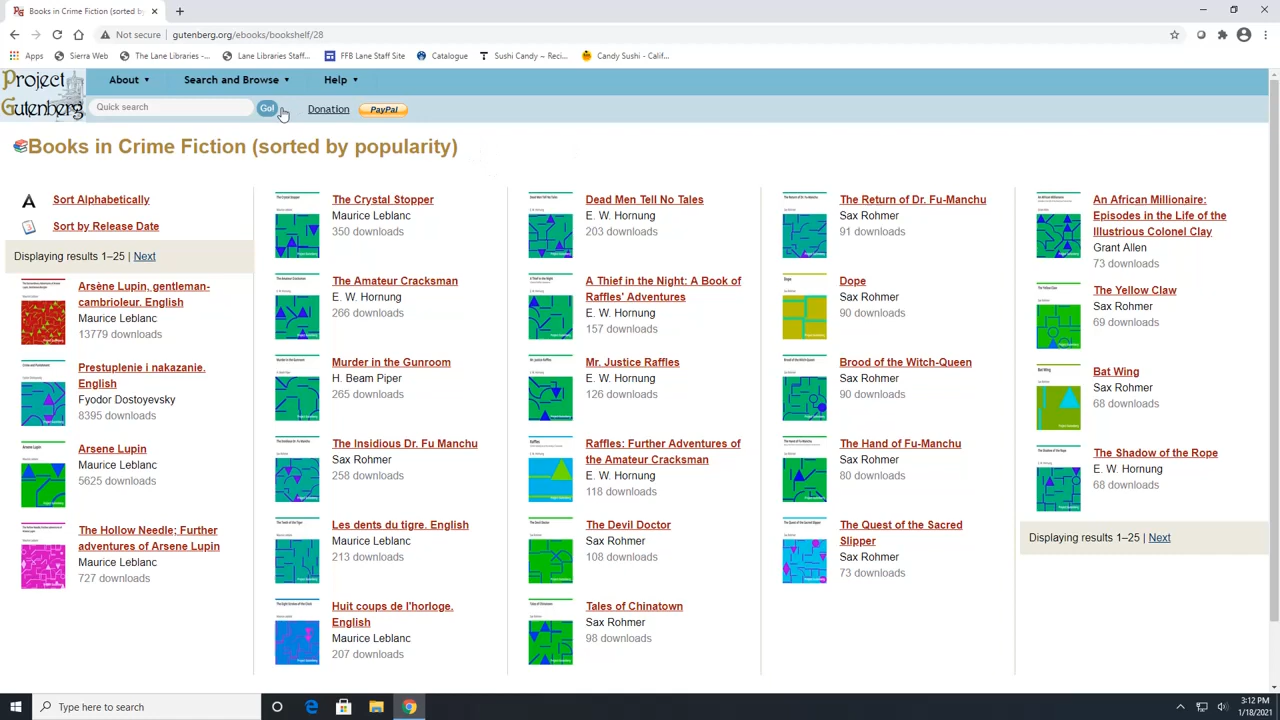 Books in Crime Fiction (sorted by
Not secure
gutenberg.org/ebooks/bookshelf/28
Apps
Sierra Web
The Lane Libraries -...
Lane Libraries Staff...
FFB Lane Staff Site
Catalogue
Sushi Candy ~ Reci...
Candy Sushi - Calif...
Project
Gutenberg
About
Search and Browse
Help
Quick search
Go!
Donation
PayPal
Books in Crime Fiction (sorted by popularity)
Sort Alphabetically
Sort by Release Date
Displaying results 1–25 | Next
Arsène Lupin, gentleman-
cambrioleur. English
Maurice Leblanc
13778 downloads
Prestuplenie i nakazanie.
English
Fyodor Dostoyevsky
8395 downloads
Arsene Lupin
Maurice Leblanc
5625 downloads
The Hollow Needle; Further
adventures of Arsene Lupin
Maurice Leblanc
727 downloads
The Crystal Stopper
Maurice Leblanc
350 downloads
The Amateur Cracksman
E. W. Hornung
266 downloads
Murder in the Gunroom
H. Beam Piper
265 downloads
The Insidious Dr. Fu Manchu
Sax Rohmer
258 downloads
Les dents du tigre. English
Maurice Leblanc
213 downloads
Huit coups de l'horloge.
English
Maurice Leblanc
207 downloads
Dead Men Tell No Tales
E. W. Hornung
203 downloads
A Thief in the Night: A Book of
Raffles' Adventures
E. W. Hornung
157 downloads
Mr. Justice Raffles
E. W. Hornung
126 downloads
Raffles: Further Adventures of
the Amateur Cracksman
E. W. Hornung
118 downloads
The Devil Doctor
Sax Rohmer
108 downloads
Tales of Chinatown
Sax Rohmer
98 downloads
The Return of Dr. Fu-Manchu
Sax Rohmer
91 downloads
Dope
Sax Rohmer
90 downloads
Brood of the Witch-Queen
Sax Rohmer
90 downloads
The Hand of Fu-Manchu
Sax Rohmer
80 downloads
The Quest of the Sacred
Slipper
Sax Rohmer
73 downloads
An African Millionaire:
Episodes in the Life of the
Illustrious Colonel Clay
Grant Allen
73 downloads
The Yellow Claw
Sax Rohmer
69 downloads
Bat Wing
Sax Rohmer
68 downloads
The Shadow of the Rope
E. W. Hornung
68 downloads
Displaying results 1–25 | Next
Type here to search
3:12 PM
1/18/2021